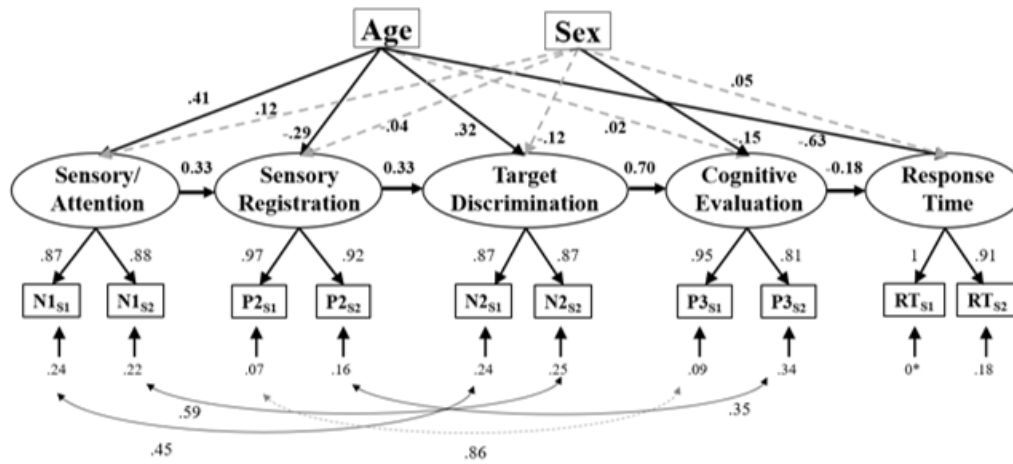 Age Sex
.41 .12 -.29 -.04 .32 -.12 .02 -.15 -.63 .05
Sensory/ Attention
0.33
Sensory Registration
0.33
Target Discrimination
0.70
Cognitive Evaluation
-0.18
Response Time
.87 .88 .97 .92 .87 .87 .95 .81 1 .91
N1S1 N1S2 P2S1 P2S2 N2S1 N2S2 P3S1 P3S2 RTS1 RTS2
.24 .22 .07 .16 .24 .25 .09 .34 0* .18
.59 .35
.45 .86